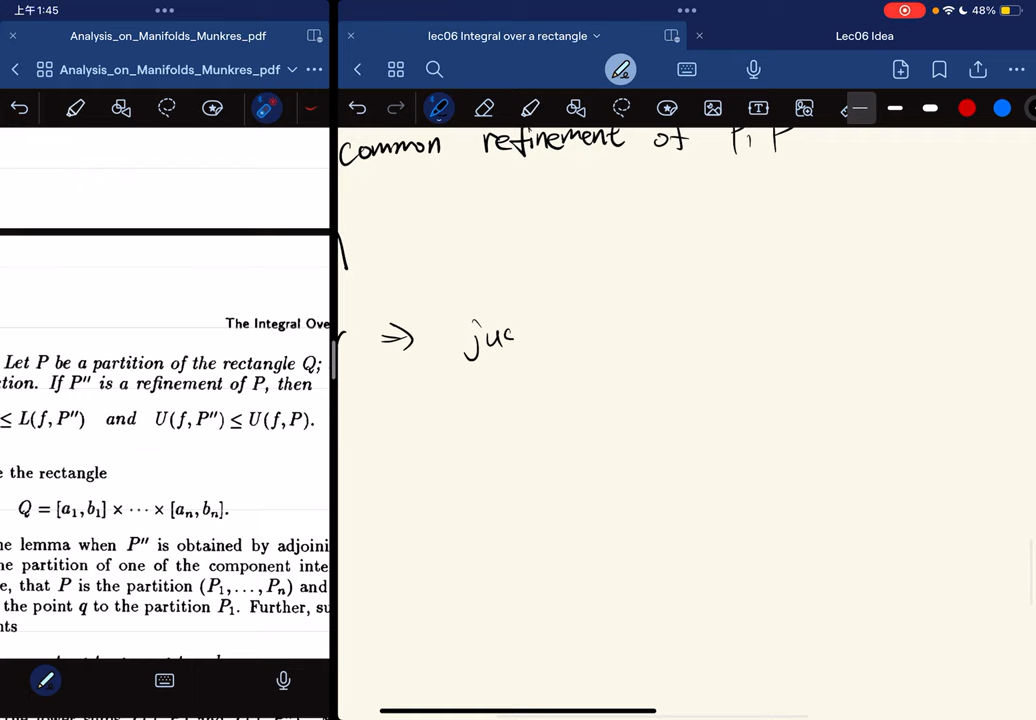 上午1:45
48%
Analysis_on_Manifolds_Munkres_pdf
lec06 Integral over a rectangle
Lec06 Idea
Analysis_on_Manifolds_Munkres_pdf
common refinement of P, P
⇒ juc
The Integral Ove
Let P be a partition of the rectangle Q;
ction. If P″ is a refinement of P, then
≤ L(f, P″) and U(f, P″) ≤ U(f, P).
e the rectangle
Q = [a₁, b₁] × ⋯ × [aₙ, bₙ].
he lemma when P″ is obtained by adjoini
he partition of one of the component inte
e, that P is the partition (P₁, …, Pₙ) and
the point q to the partition P₁. Further, su
nts